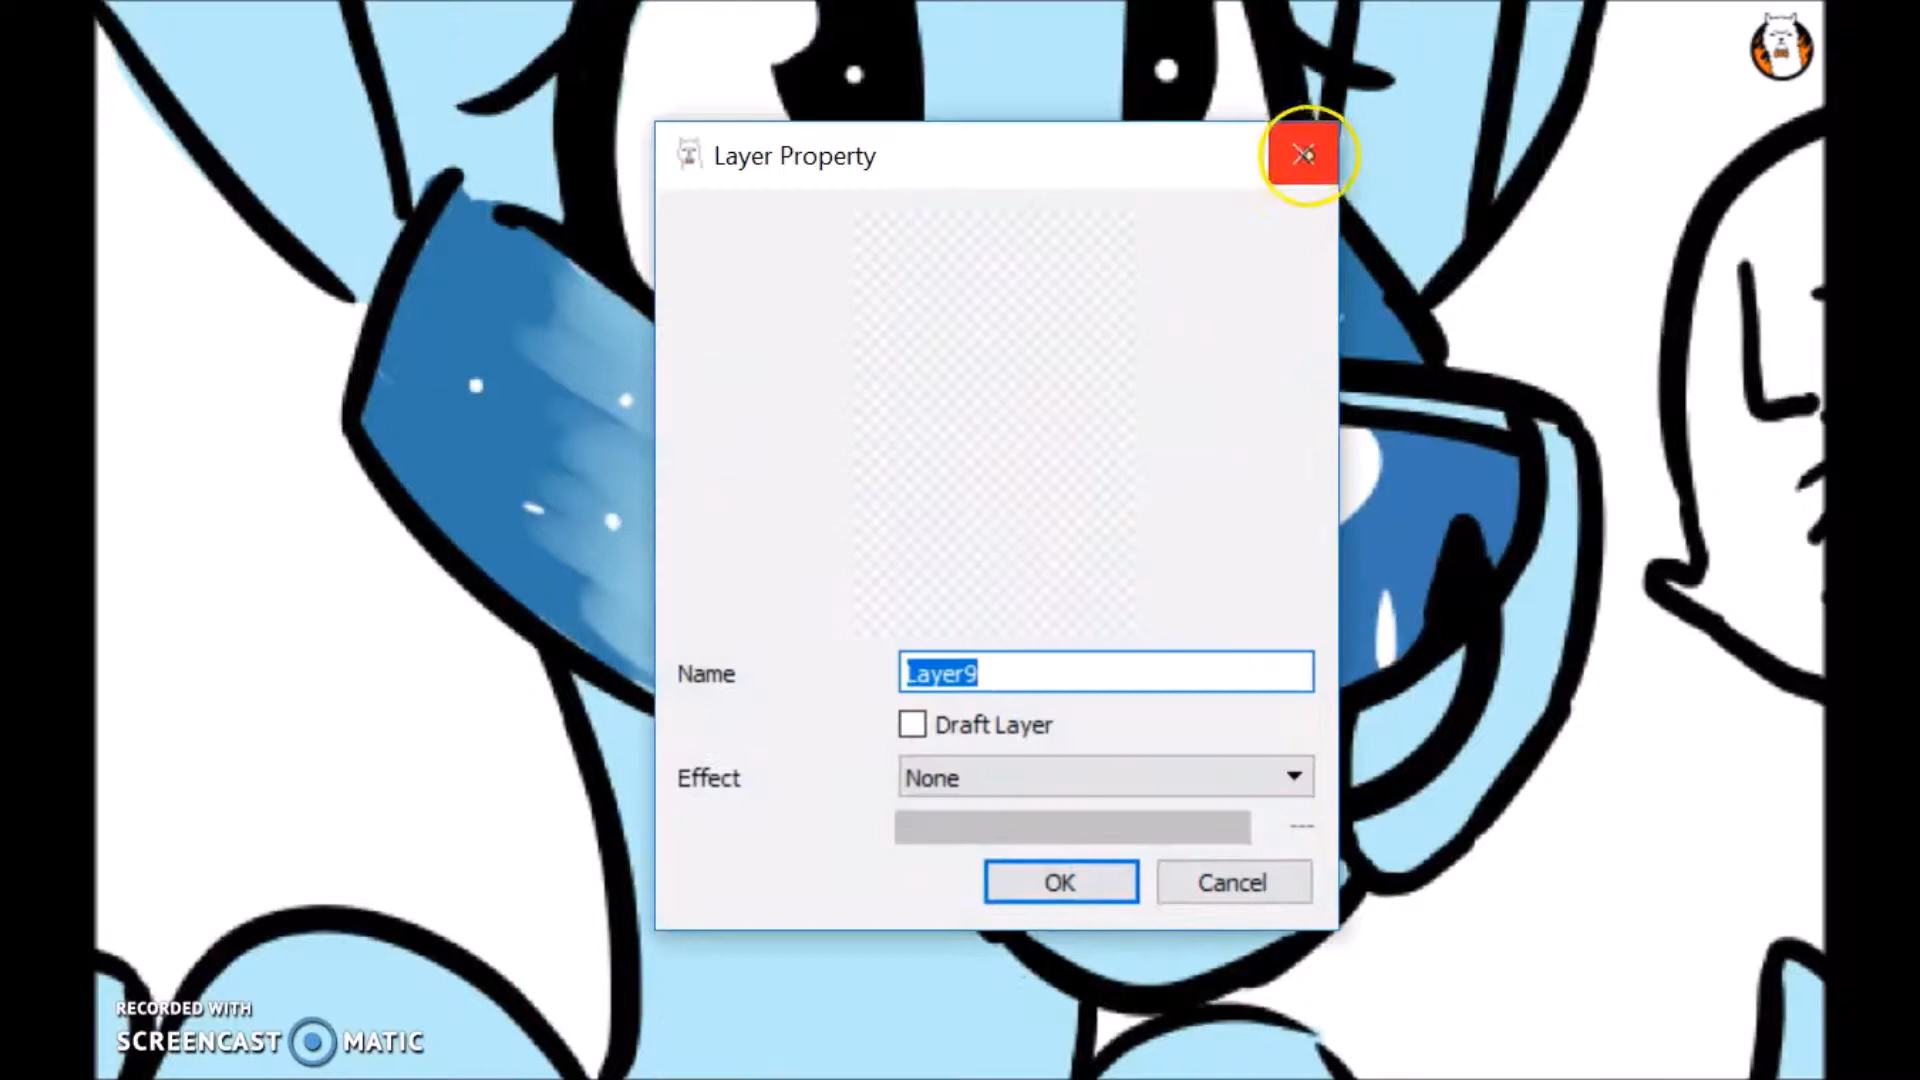 Layer Property
L
Name
Layer9
Draft Layer
Effect
None
---
OK
Cancel
RECORDED WITH
SCREENCAST MATIC